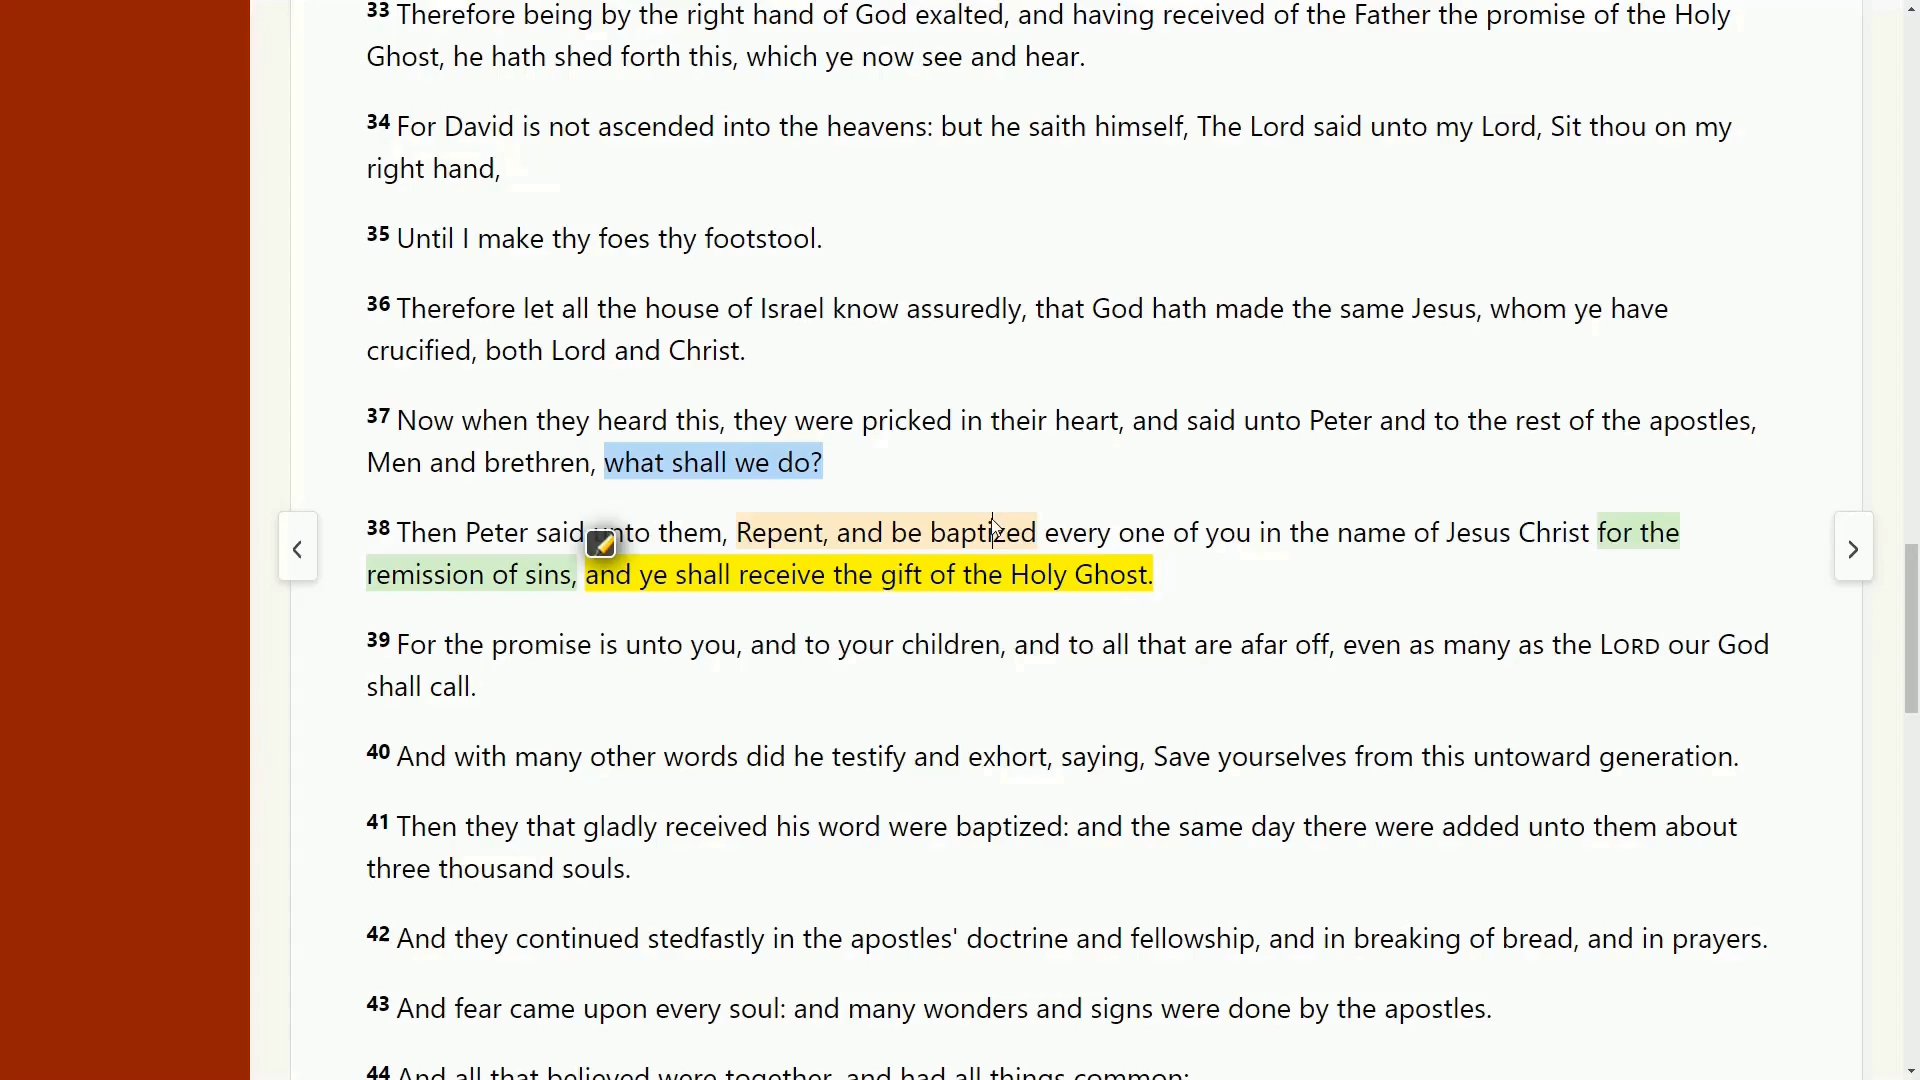 33 Therefore being by the right hand of God exalted, and having received of the Father the promise of the Holy
Ghost, he hath shed forth this, which ye now see and hear.
34 For David is not ascended into the heavens: but he saith himself, The Lord said unto my Lord, Sit thou on my
right hand,
35 Until I make thy foes thy footstool.
36 Therefore let all the house of Israel know assuredly, that God hath made the same Jesus, whom ye have
crucified, both Lord and Christ.
37 Now when they heard this, they were pricked in their heart, and said unto Peter and to the rest of the apostles,
Men and brethren, what shall we do?
38 Then Peter said unto them, Repent, and be baptized every one of you in the name of Jesus Christ for the
remission of sins, and ye shall receive the gift of the Holy Ghost.
39 For the promise is unto you, and to your children, and to all that are afar off, even as many as the LORD our God
shall call.
40 And with many other words did he testify and exhort, saying, Save yourselves from this untoward generation.
41 Then they that gladly received his word were baptized: and the same day there were added unto them about
three thousand souls.
42 And they continued stedfastly in the apostles' doctrine and fellowship, and in breaking of bread, and in prayers.
43 And fear came upon every soul: and many wonders and signs were done by the apostles.
44 And all that believed were together, and had all things common;